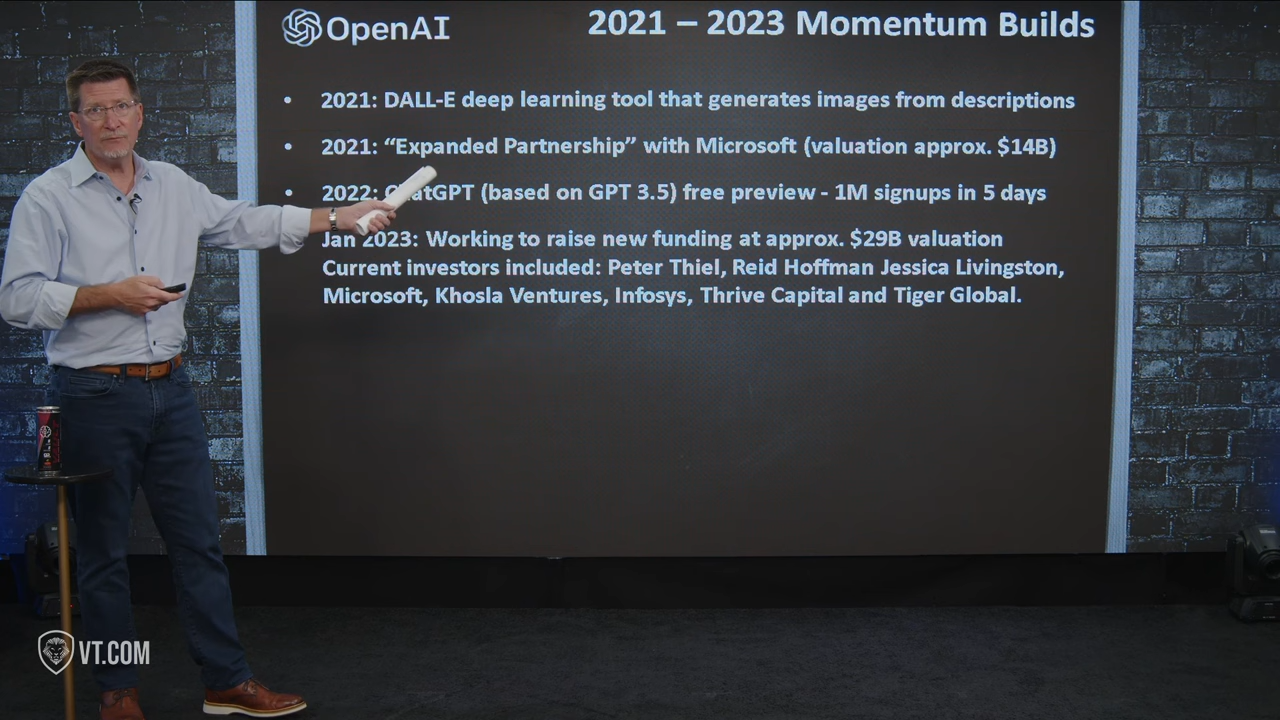 OpenAI
2021 – 2023 Momentum Builds
• 2021: DALL-E deep learning tool that generates images from descriptions
• 2021: “Expanded Partnership” with Microsoft (valuation approx. $14B)
• 2022: ChatGPT (based on GPT 3.5) free preview - 1M signups in 5 days
Jan 2023: Working to raise new funding at approx. $29B valuation
Current investors included: Peter Thiel, Reid Hoffman Jessica Livingston,
Microsoft, Khosla Ventures, Infosys, Thrive Capital and Tiger Global.
VT.COM